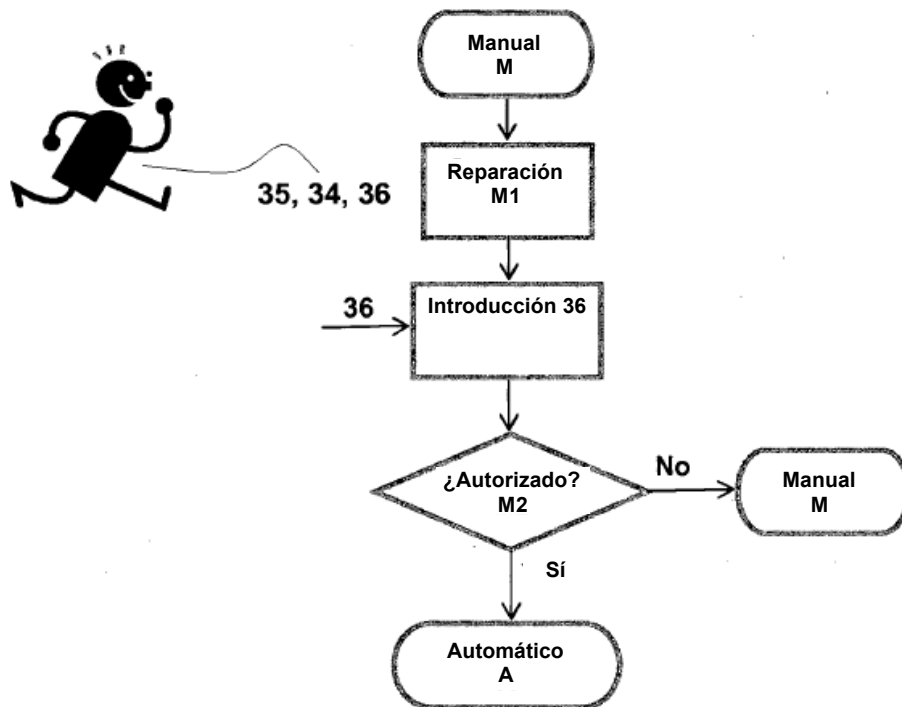 Manual
M
Reparación
M1
35, 34, 36
Introducción 36
36
¿Autorizado?
M2
No
Manual
M
Sí
Automático
A